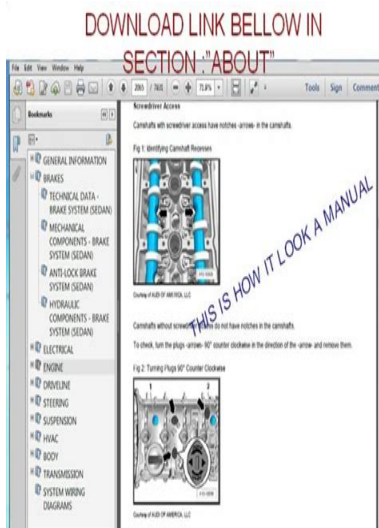 DOWNLOAD LINK BELLOW IN
SECTION :"ABOUT"
File Edit View Window Help
2065 / 7601 71.8% Tools Sign Comment
Bookmarks
GENERAL INFORMATION
BRAKES
TECHNICAL DATA -
BRAKE SYSTEM (SEDAN)
MECHANICAL
COMPONENTS - BRAKE
SYSTEM (SEDAN)
ANTI-LOCK BRAKE
SYSTEM (SEDAN)
HYDRAULIC
COMPONENTS - BRAKE
SYSTEM (SEDAN)
ELECTRICAL
ENGINE
DRIVELINE
STEERING
SUSPENSION
HVAC
BODY
TRANSMISSION
SYSTEM WIRING
DIAGRAMS
Screwdriver Access
Camshafts with screwdriver access have notches -arrows- in the camshafts.
Fig 1: Identifying Camshaft Recesses
Courtesy of AUDI OF AMERICA, LLC
THIS IS HOW IT LOOK A MANUAL
Camshafts without do not have notches in the camshafts.
To check, turn the plugs -arrows- 90° counter clockwise in the direction of the -arrow- and remove them.
Fig 2: Turning Plugs 90° Counter Clockwise
1 2
Courtesy of AUDI OF AMERICA, LLC